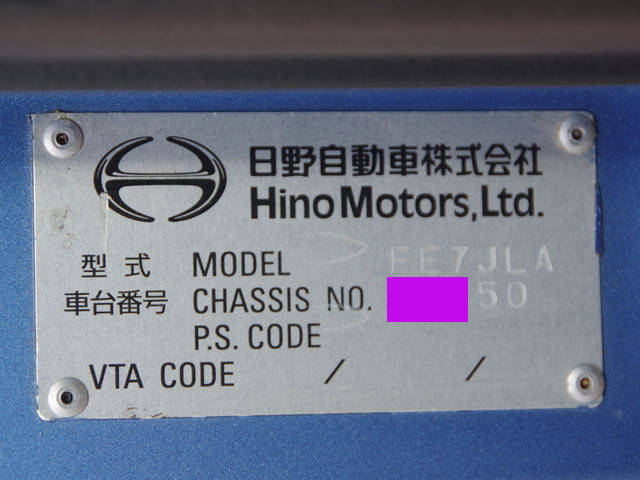 日野自動車株式会社
Hino Motors, Ltd.
型式 MODEL FE7JLA
車台番号 CHASSIS NO. 50
P.S. CODE
VTA CODE / /